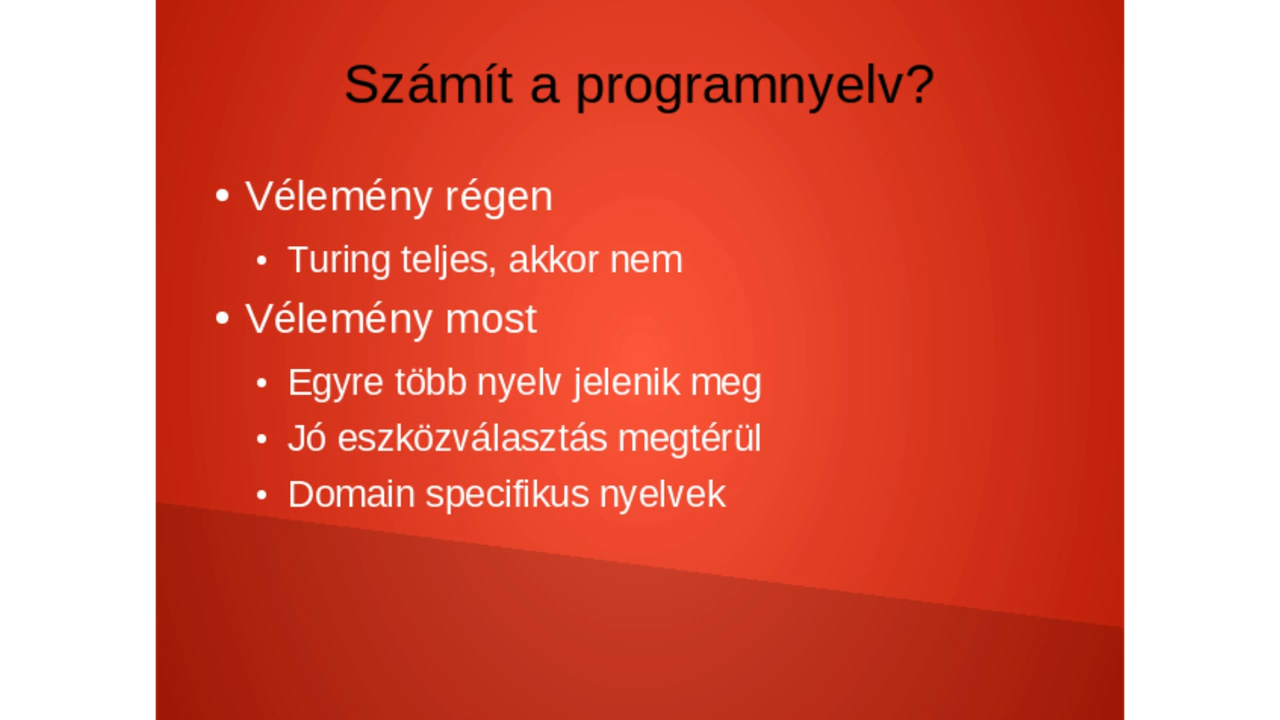 Számít a programnyelv?
• Vélemény régen
• Turing teljes, akkor nem
• Vélemény most
• Egyre több nyelv jelenik meg
• Jó eszközválasztás megtérül
• Domain specifikus nyelvek